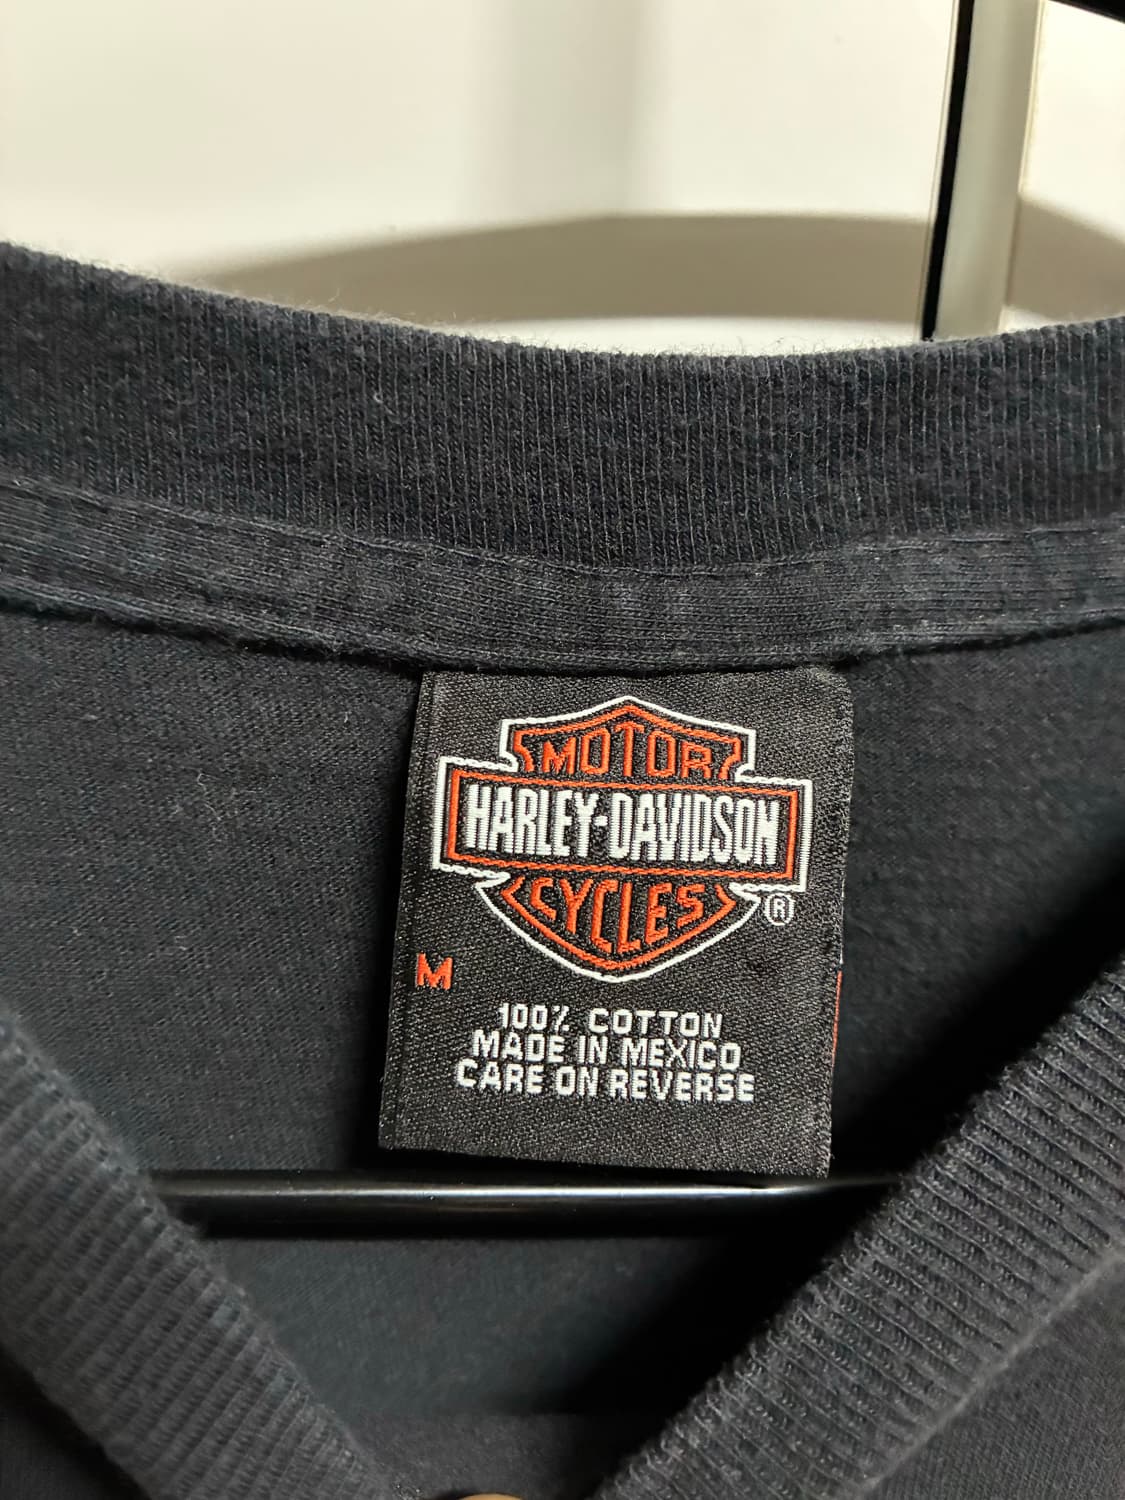 MOTOR
HARLEY-DAVIDSON
CYCLES
®
M
100% COTTON
MADE IN MEXICO
CARE ON REVERSE